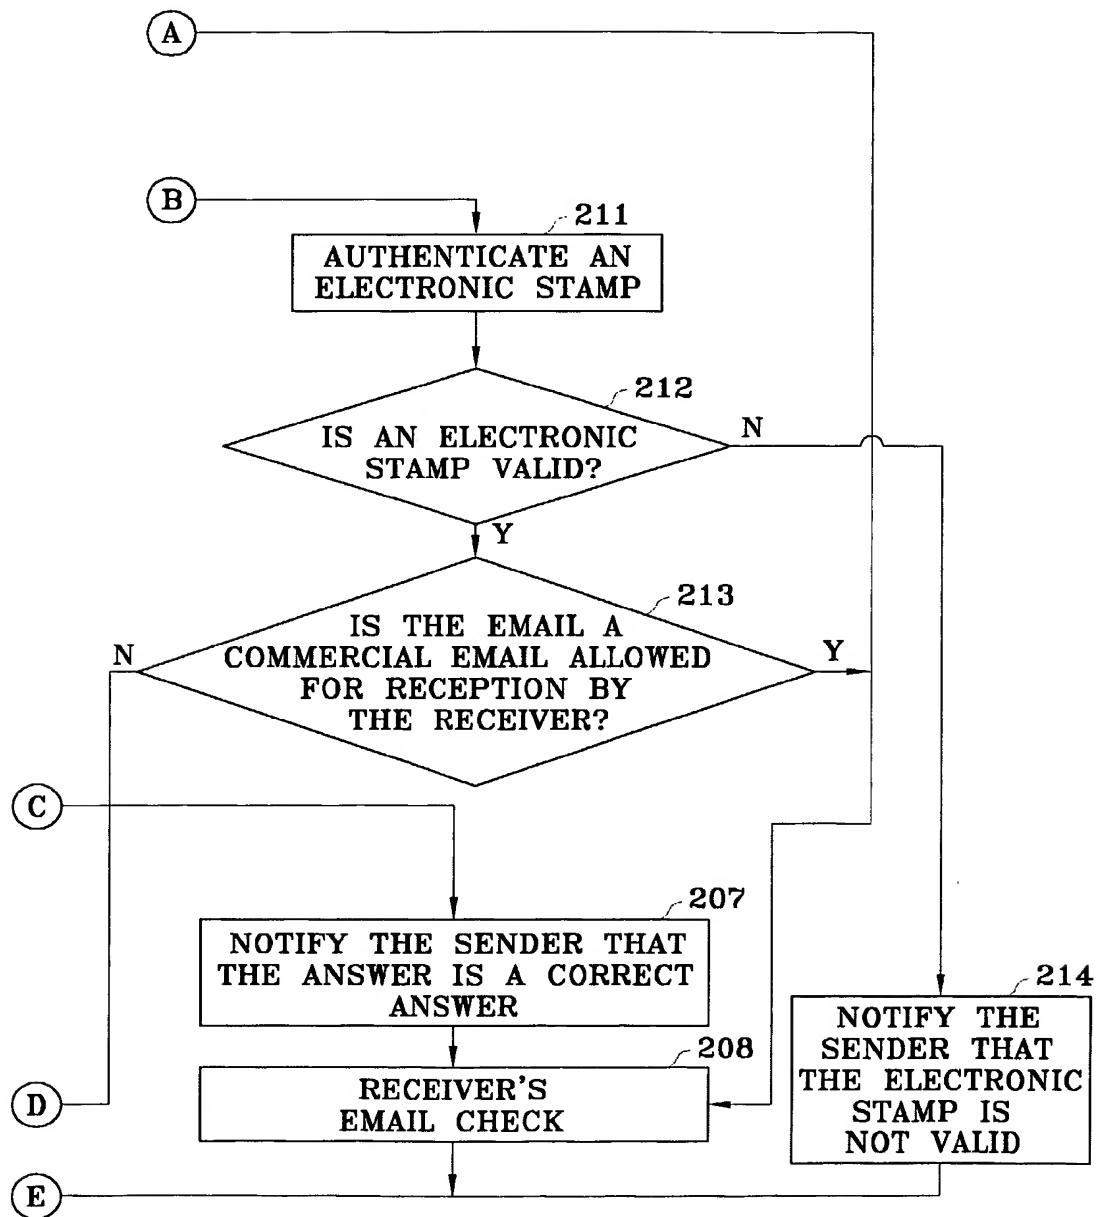 A
B
211
AUTHENTICATE AN
ELECTRONIC STAMP
212
N
IS AN ELECTRONIC
STAMP VALID?
Y
213
N
IS THE EMAIL A
COMMERCIAL EMAIL ALLOWED
FOR RECEPTION BY
THE RECEIVER?
Y
C
207
NOTIFY THE SENDER THAT
THE ANSWER IS A CORRECT
ANSWER
214
NOTIFY THE
SENDER THAT
THE ELECTRONIC
STAMP IS
NOT VALID
208
RECEIVER'S
EMAIL CHECK
D
E